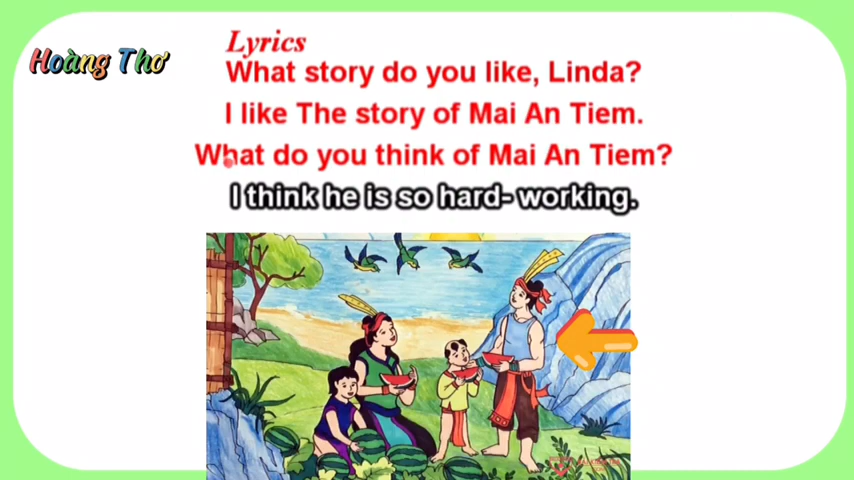 Hoàng Thơ
Lyrics
What story do you like, Linda?
I like The story of Mai An Tiem.
What do you think of Mai An Tiem?
I think he is so hard- working.